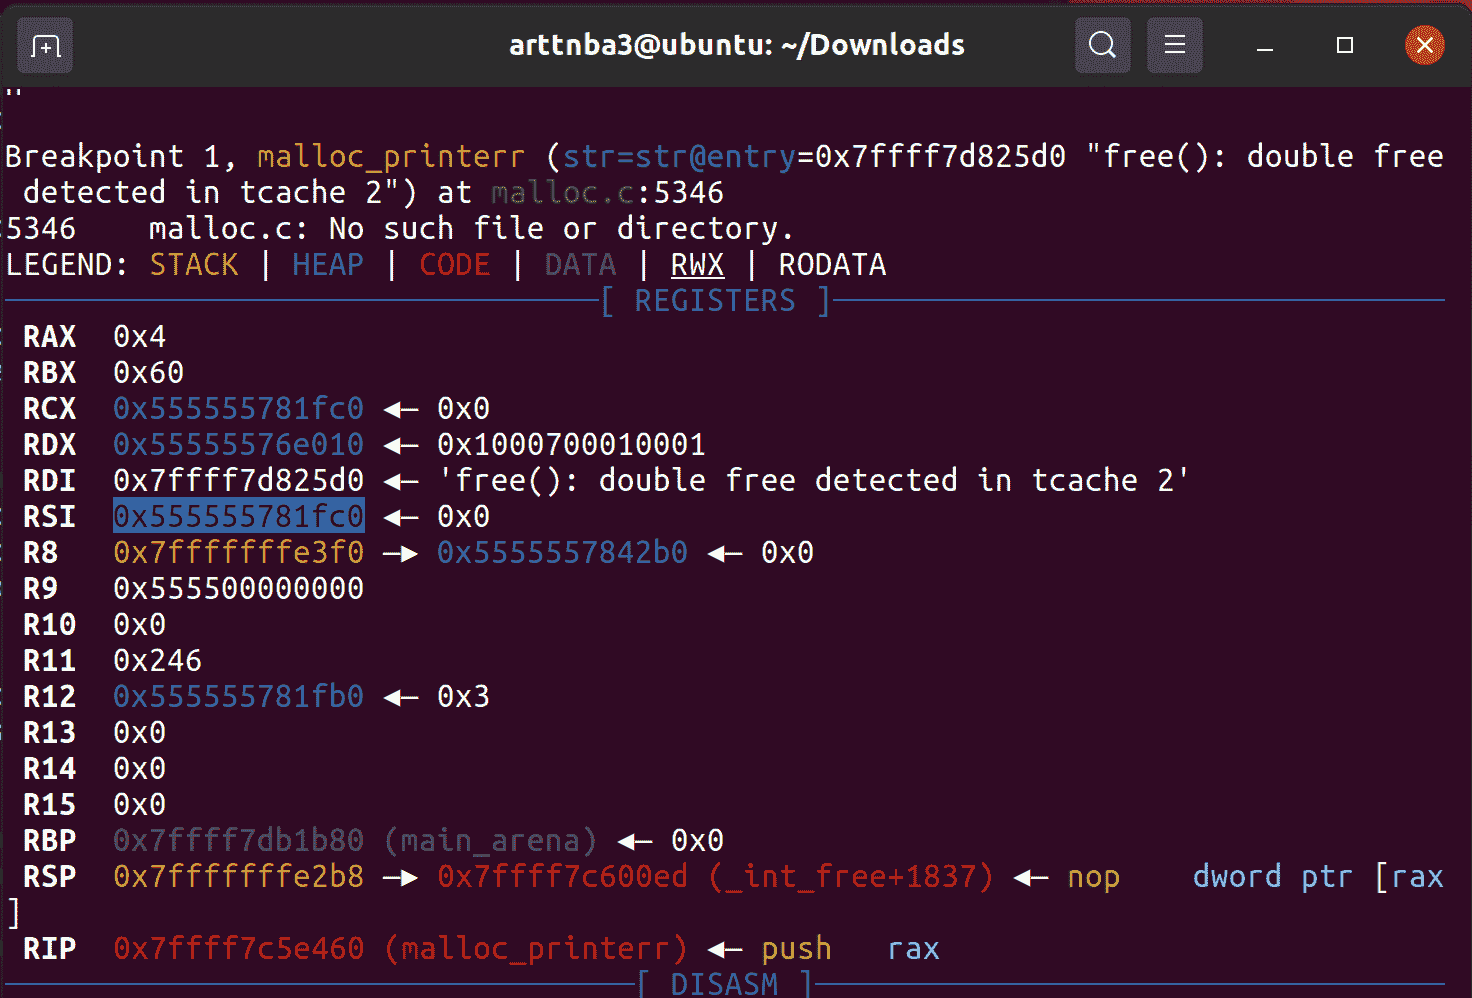 arttnba3@ubuntu: ~/Downloads
Breakpoint 1, malloc_printerr (str=str@entry=0x7ffff7d825d0 "free(): double free
detected in tcache 2") at malloc.c:5346
5346    malloc.c: No such file or directory.
LEGEND: STACK | HEAP | CODE | DATA | RWX | RODATA
[ REGISTERS ]
RAX  0x4
RBX  0x60
RCX  0x555555781fc0 ◂— 0x0
RDX  0x55555576e010 ◂— 0x1000700010001
RDI  0x7ffff7d825d0 ◂— 'free(): double free detected in tcache 2'
RSI  0x555555781fc0 ◂— 0x0
R8   0x7fffffffe3f0 —▸ 0x5555557842b0 ◂— 0x0
R9   0x555500000000
R10  0x0
R11  0x246
R12  0x555555781fb0 ◂— 0x3
R13  0x0
R14  0x0
R15  0x0
RBP  0x7ffff7db1b80 (main_arena) ◂— 0x0
RSP  0x7fffffffe2b8 —▸ 0x7ffff7c600ed (_int_free+1837) ◂— nop    dword ptr [rax
]
RIP  0x7ffff7c5e460 (malloc_printerr) ◂— push   rax
[ DISASM ]